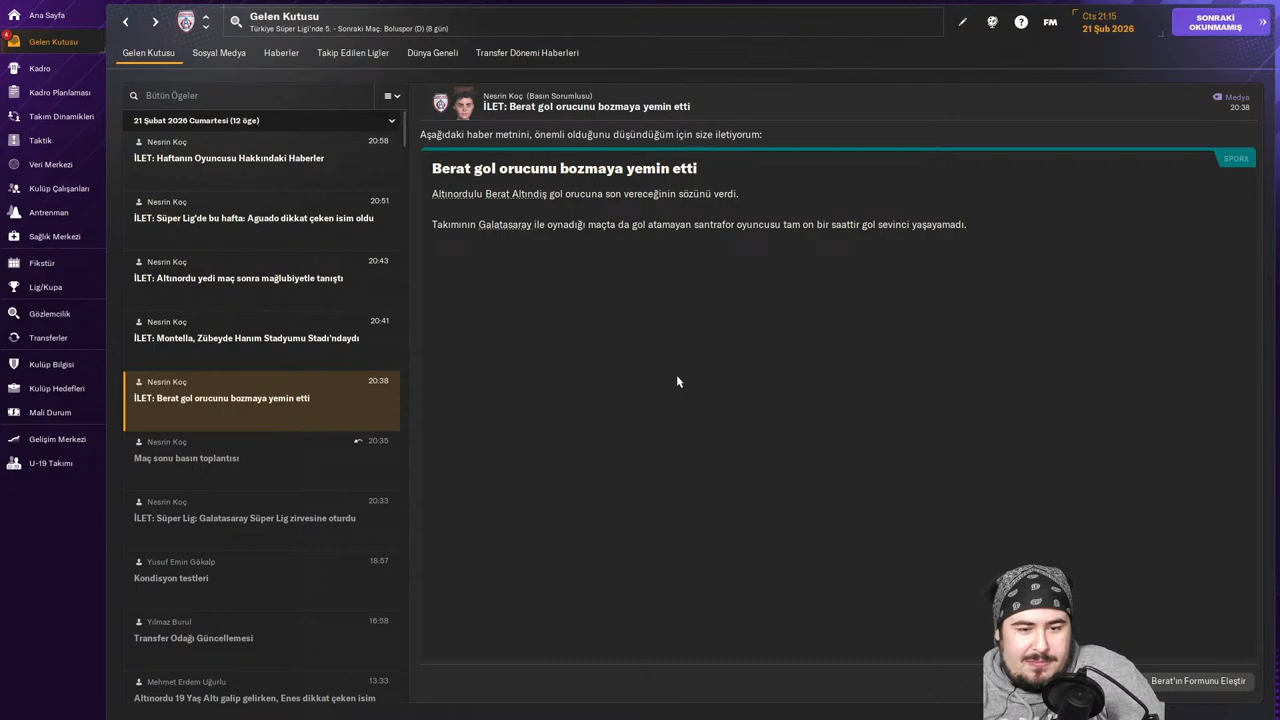 Ana Sayfa
4
Gelen Kutusu
Kadro
Kadro Planlaması
Takım Dinamikleri
Taktik
Veri Merkezi
Kulüp Çalışanları
Antrenman
Sağlık Merkezi
Fikstür
Lig/Kupa
Gözlemcilik
Transferler
Kulüp Bilgisi
Kulüp Hedefleri
Mali Durum
Gelişim Merkezi
U-19 Takımı
Gelen Kutusu
Türkiye Süper Ligi'nde 5. - Sonraki Maç: Boluspor (D) (8 gün)
FM
Cts 21:15
21 Şub 2026
SONRAKİ
OKUNMAMIŞ
Gelen Kutusu Sosyal Medya Haberler Takip Edilen Ligler Dünya Geneli Transfer Dönemi Haberleri
Bütün Ögeler
21 Şubat 2026 Cumartesi (12 öge)
Nesrin Koç 20:58
İLET: Haftanın Oyuncusu Hakkındaki Haberler
Nesrin Koç 20:51
İLET: Süper Lig'de bu hafta: Aguado dikkat çeken isim oldu
Nesrin Koç 20:43
İLET: Altınordu yedi maç sonra mağlubiyetle tanıştı
Nesrin Koç 20:41
İLET: Montella, Zübeyde Hanım Stadyumu Stadı'ndaydı
Nesrin Koç 20:38
İLET: Berat gol orucunu bozmaya yemin etti
Nesrin Koç 20:35
Maç sonu basın toplantısı
Nesrin Koç 20:33
İLET: Süper Lig: Galatasaray Süper Lig zirvesine oturdu
Yusuf Emin Gökalp 18:57
Kondisyon testleri
Yılmaz Burul 16:58
Transfer Odağı Güncellemesi
Mehmet Erdem Uğurlu 13:33
Altınordu 19 Yaş Altı galip gelirken, Enes dikkat çeken isim
Nesrin Koç (Basın Sorumlusu)
İLET: Berat gol orucunu bozmaya yemin etti
Medya
20:38
Aşağıdaki haber metnini, önemli olduğunu düşündüğüm için size iletiyorum:
SPORX
Berat gol orucunu bozmaya yemin etti
Altınordulu Berat Altındiş gol orucuna son vereceğinin sözünü verdi.
Takımının Galatasaray ile oynadığı maçta da gol atamayan santrafor oyuncusu tam on bir saattir gol sevinci yaşayamadı.
Berat'ın Formunu Eleştir